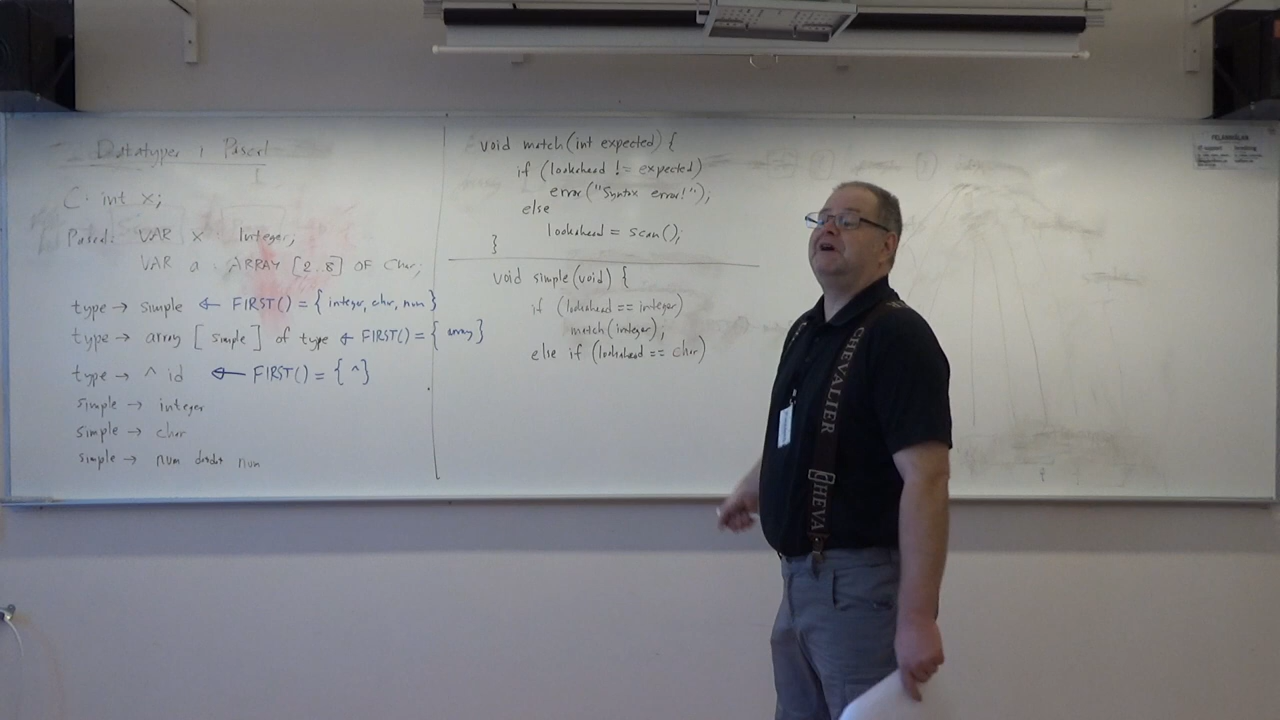 Datatyper i Pascal
C: int x;
Pascal: VAR x Integer;
VAR a ARRAY [2..8] OF Char;
type → simple ← FIRST() = { integer, char, num }
type → array [ simple ] of type ← FIRST() = { array }
type → ^ id ← FIRST() = { ^ }
simple → integer
simple → char
simple → num dotdot num
void match(int expected) {
if (lookahead != expected)
error("Syntax error!");
else
lookahead = scan();
}
void simple(void) {
if (lookahead == integer)
match(integer);
else if (lookahead == char)
CHEVALIER
CHEVA
FELANMÄLAN